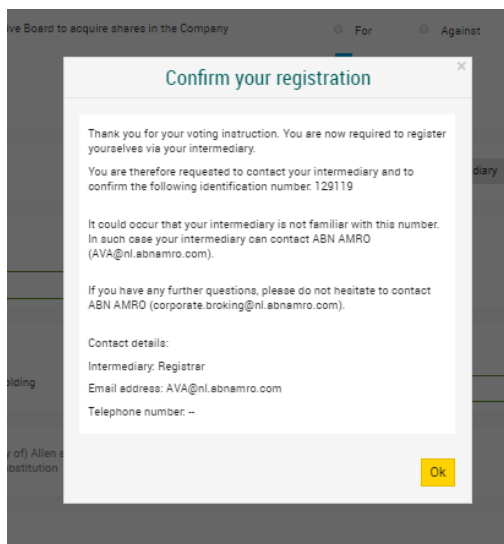 ve Board to acquire shares in the Company
For
Against
Confirm your registration
×
Thank you for your voting instruction. You are now required to register
yourselves via your intermediary.
You are therefore requested to contact your intermediary and to
confirm the following identification number: 129119
diary
It could occur that your intermediary is not familiar with this number.
In such case your intermediary can contact ABN AMRO
(AVA@nl.abnamro.com).
If you have any further questions, please do not hesitate to contact
ABN AMRO (corporate.broking@nl.abnamro.com).
Contact details:
Intermediary: Registrar
olding
Email address: AVA@nl.abnamro.com
Telephone number: --
y of) Allen
bstitution
Ok